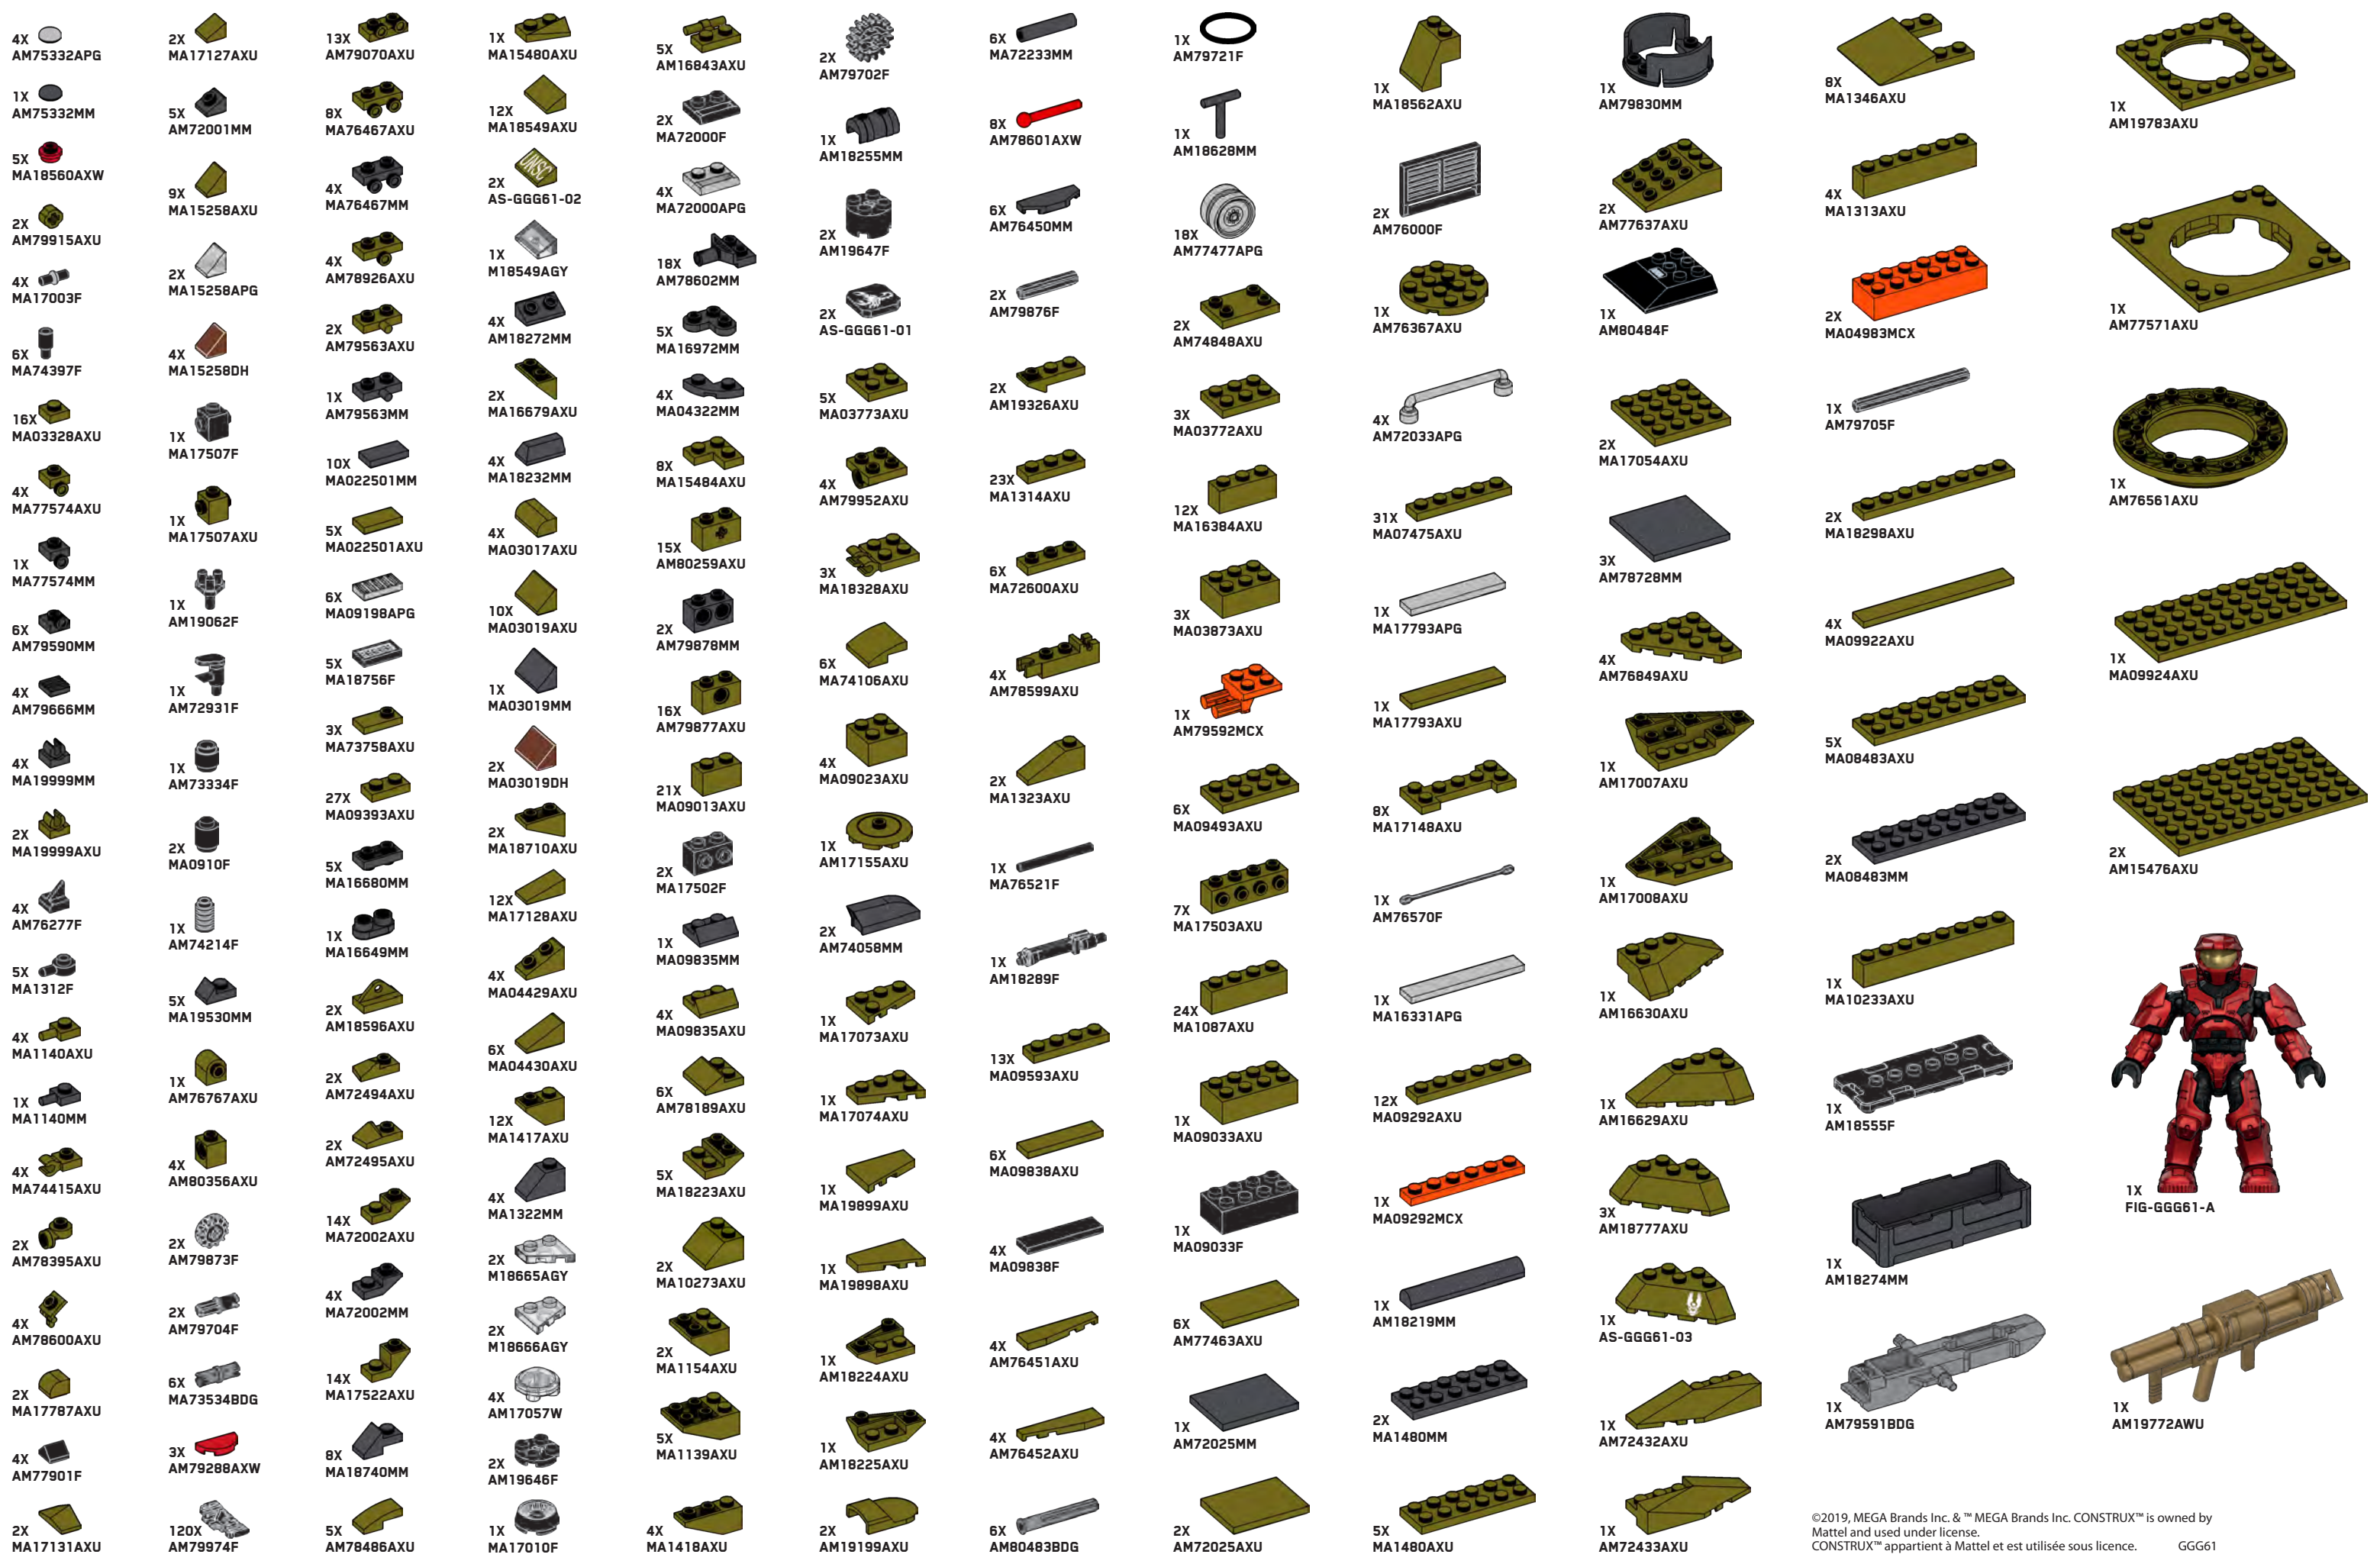 4X
AM75332APG
1X
AM75332MM
5X
MA18560AXW
2X
AM79915AXU
4X
MA17003F
6X
MA74397F
16X
MA03328AXU
4X
MA77574AXU
1X
MA77574MM
6X
AM79590MM
4X
AM79666MM
4X
MA19999MM
2X
MA19999AXU
4X
AM76277F
5X
MA1312F
4X
MA1140AXU
1X
MA1140MM
4X
MA74415AXU
2X
AM78395AXU
4X
AM78600AXU
2X
MA17787AXU
4X
AM77901F
2X
MA17131AXU
2X
MA17127AXU
5X
AM72001MM
9X
MA15258AXU
2X
MA15258APG
4X
MA15258DH
1X
MA17507F
1X
MA17507AXU
1X
AM19062F
1X
AM72931F
1X
AM73334F
2X
MA0910F
1X
AM74214F
5X
MA19530MM
1X
AM76767AXU
4X
AM80356AXU
2X
AM79873F
2X
AM79704F
6X
MA73534BDG
3X
AM79288AXW
120X
AM79974F
13X
AM79070AXU
8X
MA76467AXU
4X
MA76467MM
4X
AM78926AXU
2X
AM79563AXU
1X
AM79563MM
10X
MA022501MM
5X
MA022501AXU
6X
MA09198APG
5X
MA18756F
3X
MA73758AXU
27X
MA09393AXU
5X
MA16680MM
1X
MA16649MM
2X
AM18596AXU
2X
AM72494AXU
2X
AM72495AXU
14X
MA72002AXU
4X
MA72002MM
14X
MA17522AXU
8X
MA18740MM
5X
AM78486AXU
1X
MA15480AXU
12X
MA18549AXU
UNSC
2X
AS-GGG61-02
1X
M18549AGY
4X
AM18272MM
2X
MA16679AXU
4X
MA18232MM
4X
MA03017AXU
10X
MA03019AXU
1X
MA03019MM
2X
MA03019DH
2X
MA18710AXU
12X
MA17128AXU
4X
MA04429AXU
6X
MA04430AXU
12X
MA1417AXU
4X
MA1322MM
2X
M18665AGY
2X
M18666AGY
4X
AM17057W
2X
AM19646F
1X
MA17010F
5X
AM16843AXU
2X
MA72000F
4X
MA72000APG
18X
AM78602MM
5X
MA16972MM
4X
MA04322MM
8X
MA15484AXU
15X
AM80259AXU
2X
AM79878MM
16X
AM79877AXU
21X
MA09013AXU
2X
MA17502F
1X
MA09835MM
4X
MA09835AXU
6X
AM78189AXU
5X
MA18223AXU
2X
MA10273AXU
2X
MA1154AXU
5X
MA1139AXU
4X
MA1418AXU
2X
AM79702F
1X
AM18255MM
2X
AM19647F
2X
AS-GGG61-01
5X
MA03773AXU
4X
AM79952AXU
3X
MA18328AXU
6X
MA74106AXU
4X
MA09023AXU
1X
AM17155AXU
2X
AM74058MM
1X
MA17073AXU
1X
MA17074AXU
1X
MA19899AXU
1X
MA19898AXU
1X
AM18224AXU
1X
AM18225AXU
2X
AM19199AXU
6X
MA72233MM
8X
AM78601AXW
6X
AM76450MM
2X
AM79876F
2X
AM19326AXU
23X
MA1314AXU
6X
MA72600AXU
4X
AM78599AXU
2X
MA1323AXU
1X
MA76521F
1X
AM18289F
13X
MA09593AXU
6X
MA09838AXU
4X
MA09838F
4X
AM76451AXU
4X
AM76452AXU
6X
AM80483BDG
1X
AM79721F
1X
AM18628MM
18X
AM77477APG
2X
AM74848AXU
3X
MA03772AXU
12X
MA16384AXU
3X
MA03873AXU
1X
AM79592MCX
6X
MA09493AXU
7X
MA17503AXU
24X
MA1087AXU
1X
MA09033AXU
1X
MA09033F
6X
AM77463AXU
1X
AM72025MM
2X
AM72025AXU
1X
MA18562AXU
2X
AM76000F
1X
AM76367AXU
4X
AM72033APG
31X
MA07475AXU
1X
MA17793APG
1X
MA17793AXU
8X
MA17148AXU
1X
AM76570F
1X
MA16331APG
12X
MA09292AXU
1X
MA09292MCX
1X
AM18219MM
2X
MA1480MM
5X
MA1480AXU
1X
AM79830MM
2X
AM77637AXU
1X
AM80484F
2X
MA17054AXU
3X
AM78728MM
4X
AM76849AXU
1X
AM17007AXU
1X
AM17008AXU
1X
AM16630AXU
1X
AM16629AXU
3X
AM18777AXU
1X
AS-GGG61-03
1X
AM72432AXU
1X
AM72433AXU
8X
MA1346AXU
4X
MA1313AXU
2X
MA04983MCX
1X
AM79705F
2X
MA18298AXU
4X
MA09922AXU
5X
MA08483AXU
2X
MA08483MM
1X
MA10233AXU
1X
AM18555F
1X
AM18274MM
1X
AM79591BDG
1X
AM19783AXU
1X
AM77571AXU
1X
AM76561AXU
1X
MA09924AXU
2X
AM15476AXU
1X
FIG-GGG61-A
1X
AM19772AWU
©2019, MEGA Brands Inc. & ™ MEGA Brands Inc. CONSTRUX™ is owned by
Mattel and used under license.
CONSTRUX™ appartient à Mattel et est utilisée sous licence. GGG61